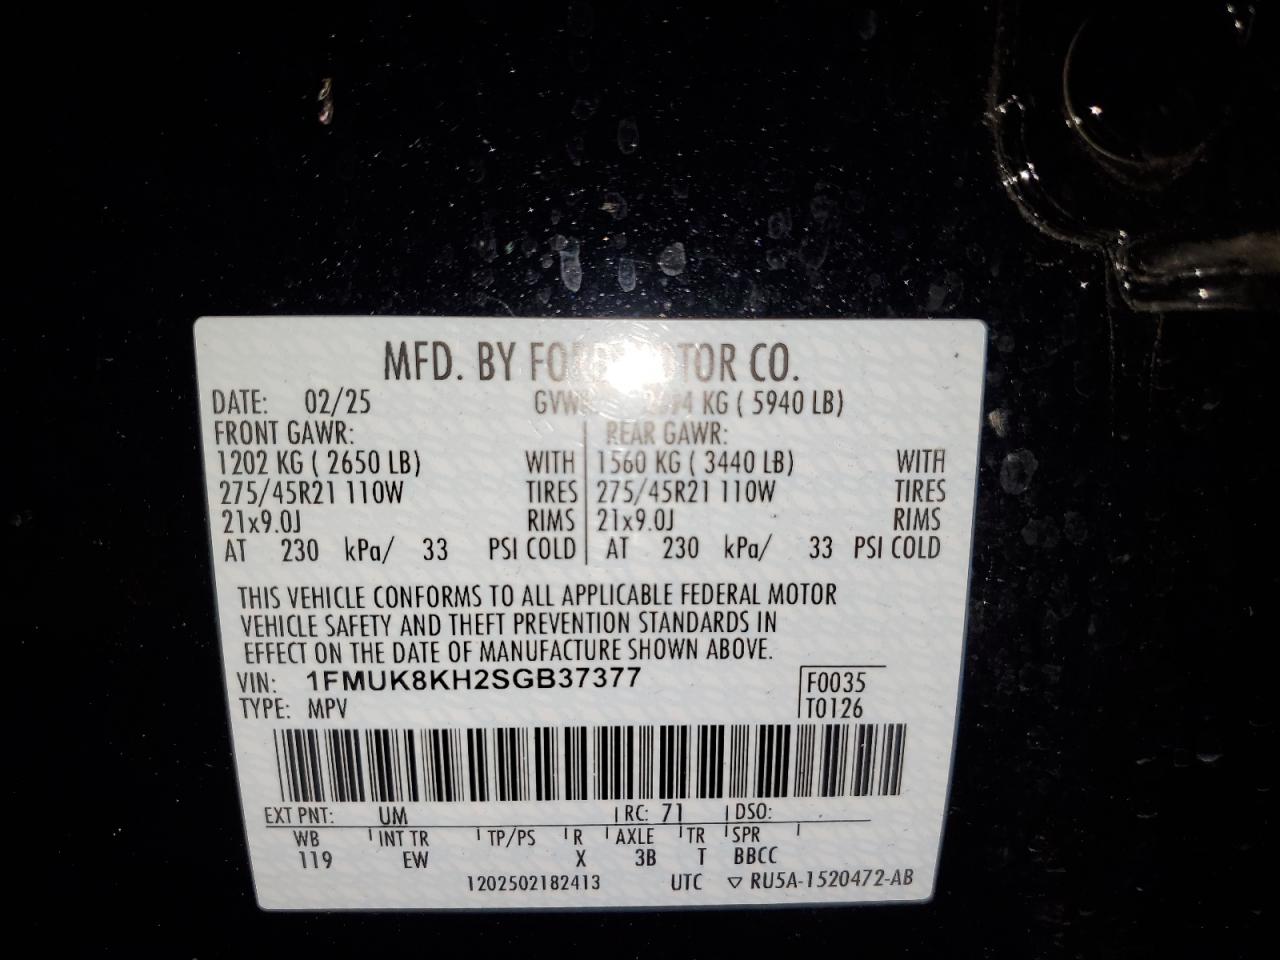 MFD. BY FORD MOTOR CO.
DATE: 02/25 GVWR: 2694 KG ( 5940 LB)
FRONT GAWR: REAR GAWR:
1202 KG ( 2650 LB) WITH 1560 KG ( 3440 LB) WITH
275/45R21 110W TIRES 275/45R21 110W TIRES
21x9.0J RIMS 21x9.0J RIMS
AT 230 kPa/ 33 PSI COLD AT 230 kPa/ 33 PSI COLD
THIS VEHICLE CONFORMS TO ALL APPLICABLE FEDERAL MOTOR
VEHICLE SAFETY AND THEFT PREVENTION STANDARDS IN
EFFECT ON THE DATE OF MANUFACTURE SHOWN ABOVE.
VIN: 1FMUK8KH2SGB37377 F0035
TYPE: MPV T0126
EXT PNT: UM RC: 71 DSO:
WB INT TR TP/PS R AXLE TR SPR
119 EW X 3B T BBCC
1202502182413 UTC ▽ RU5A-1520472-AB